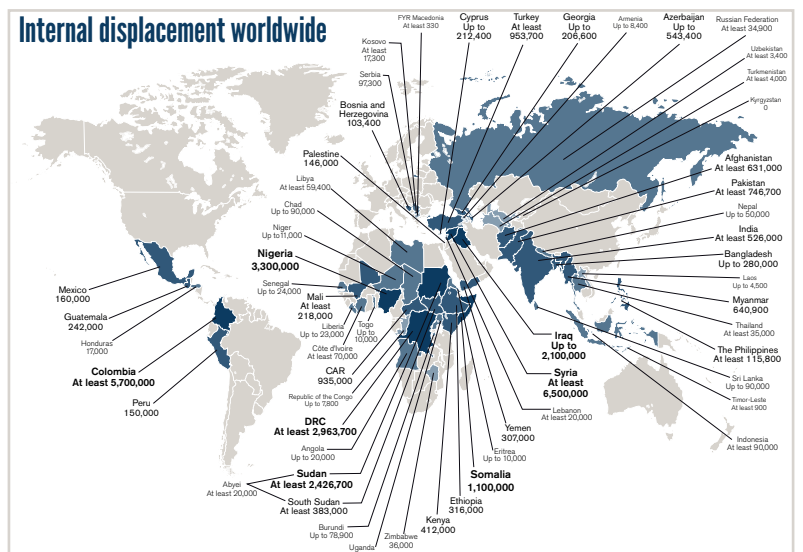 Internal displacement worldwide
FYR Macedonia
At least 330
Kosovo
At least
17,300
Serbia
97,300
Bosnia and
Herzegovina
103,400
Palestine
146,000
Libya
At least 59,400
Chad
Up to 90,000
Niger
Up to 11,000
Nigeria
3,300,000
Senegal
Up to 24,000
Mali
At least
218,000
Liberia
Up to 23,000
Togo
Up to
10,000
Côte d'Ivoire
At least 70,000
CAR
935,000
Republic of the Congo
Up to 7,800
DRC
At least 2,963,700
Angola
Up to 20,000
Sudan
At least 2,426,700
Abyei
At least 20,000
South Sudan
At least 383,000
Burundi
Up to 78,900
Uganda
Zimbabwe
36,000
Kenya
412,000
Ethiopia
316,000
Somalia
1,100,000
Eritrea
Up to 10,000
Yemen
307,000
Lebanon
At least 20,000
Syria
At least
6,500,000
Iraq
Up to
2,100,000
Mexico
160,000
Guatemala
242,000
Honduras
17,000
Colombia
At least 5,700,000
Peru
150,000
Cyprus
Up to
212,400
Turkey
At least
953,700
Georgia
Up to
206,600
Armenia
Up to 8,400
Azerbaijan
Up to
543,400
Russian Federation
At least 34,900
Uzbekistan
At least 3,400
Turkmenistan
At least 4,000
Kyrgyzstan
0
Afghanistan
At least 631,000
Pakistan
At least 746,700
Nepal
Up to 50,000
India
At least 526,000
Bangladesh
Up to 280,000
Laos
Up to 4,500
Myanmar
640,900
Thailand
At least 35,000
The Philippines
At least 115,800
Sri Lanka
Up to 90,000
Timor-Leste
At least 900
Indonesia
At least 90,000